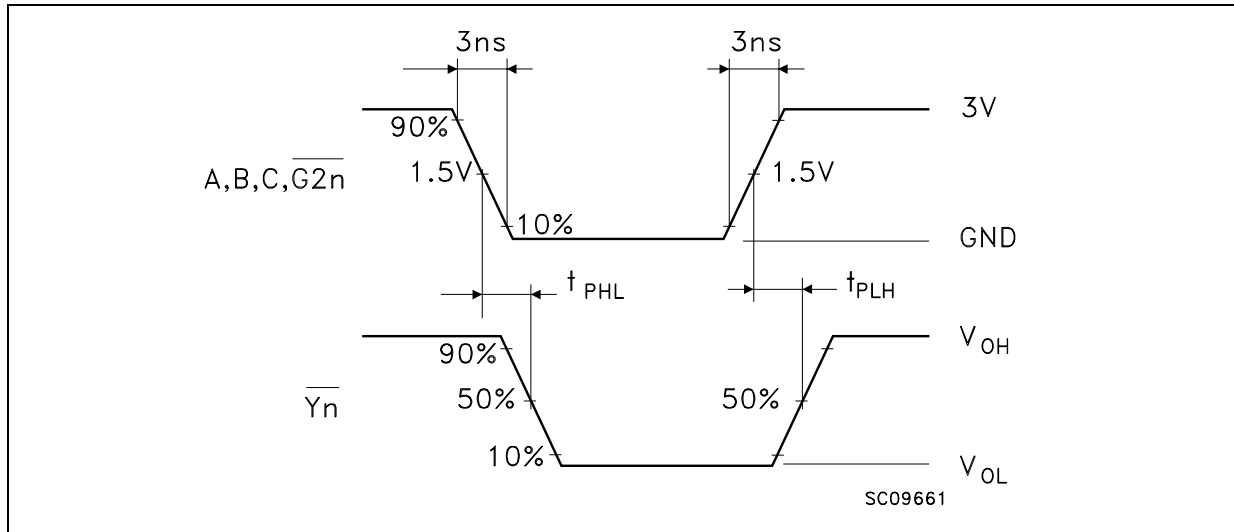 3ns 3ns
3V
90%
A,B,C,G2n 1.5V 1.5V
10%
GND
tPHL tPLH
VOH
90%
Yn 50% 50%
10%
VOL
SC09661